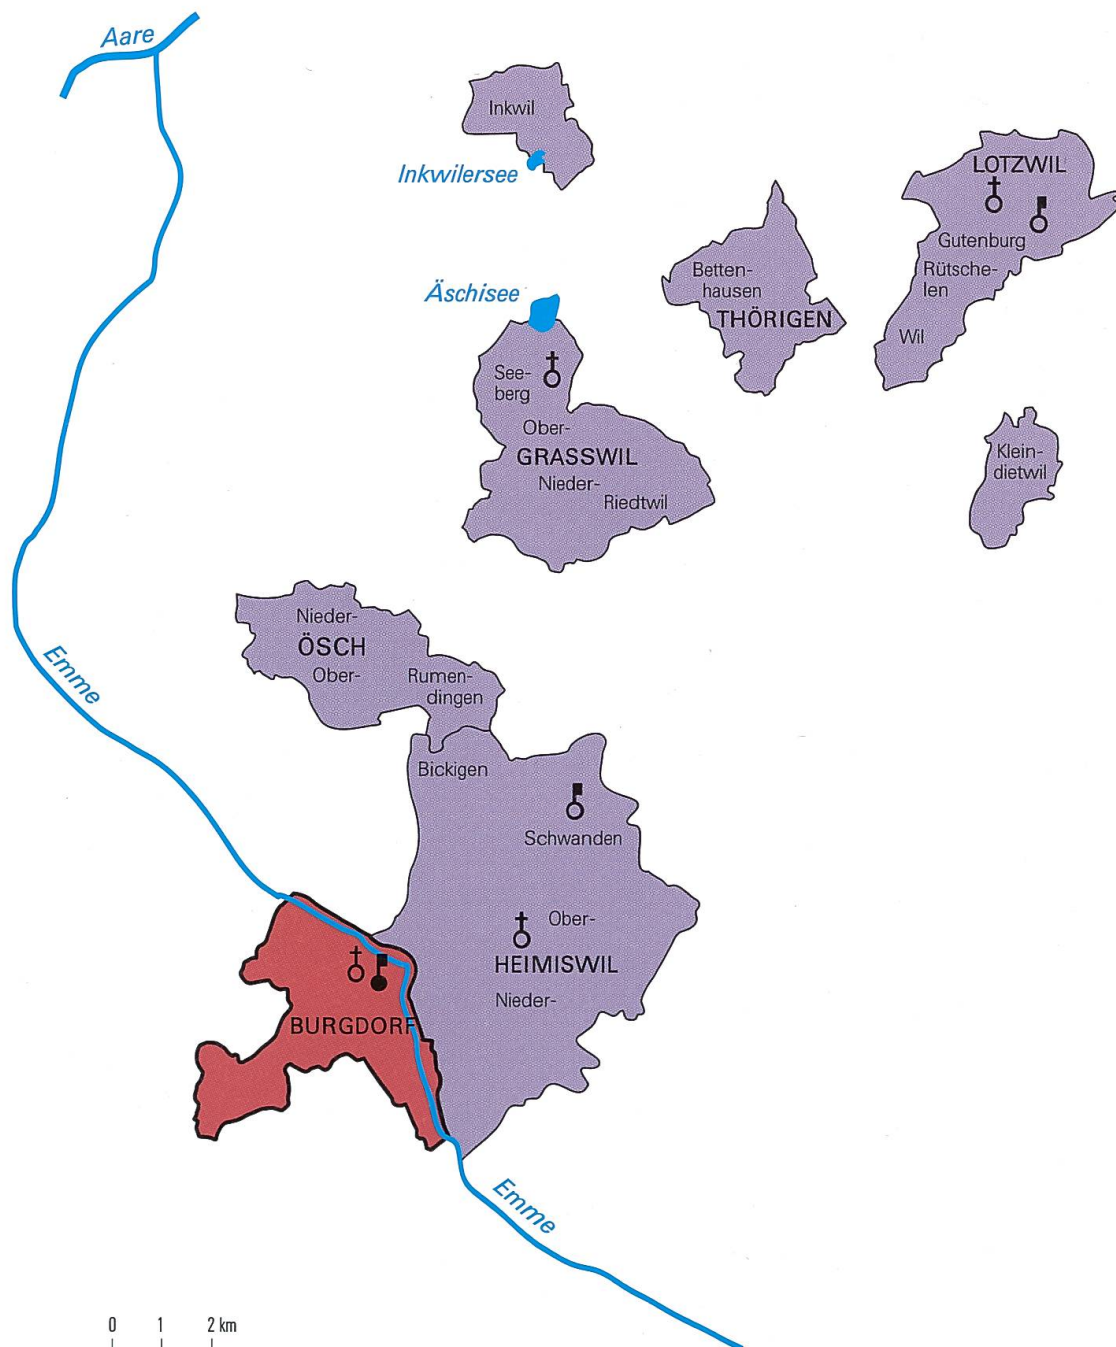 Aare
Inkwil
Inkwilersee
LOTZWIL
Gutenburg
Rütsche-
len
Wil
Betten-
hausen
THÖRIGEN
Äschisee
See-
berg
Ober-
GRASSWIL
Nieder-
Riedtwil
Klein-
dietwil
Nieder-
ÖSCH
Ober-
Rumen-
dingen
Emme
Bickigen
Schwanden
Ober-
HEIMISWIL
Nieder-
BURGDORF
Emme
0 1 2 km